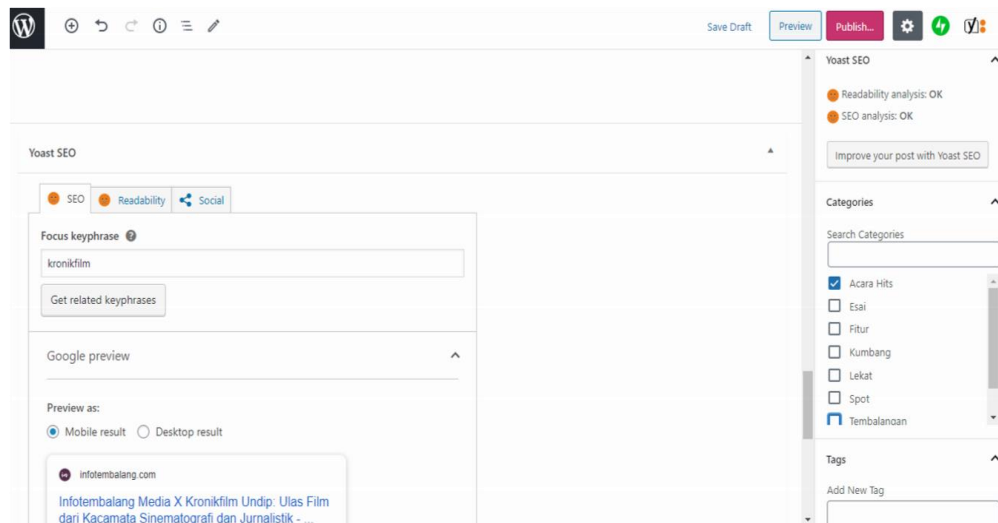 Save Draft
Preview
Publish...
Yoast SEO
SEO
Readability
Social
Focus keyphrase
kronikfilm
Get related keyphrases
Google preview
Preview as:
Mobile result
Desktop result
infotembalang.com
Infotembalang Media X Kronikfilm Undip: Ulas Film
dari Kacamata Sinematografi dan Jurnalistik - ...
Yoast SEO
Readability analysis: OK
SEO analysis: OK
Improve your post with Yoast SEO
Categories
Search Categories
Acara Hits
Esai
Fitur
Kumbang
Lekat
Spot
Tembalangan
Tags
Add New Tag